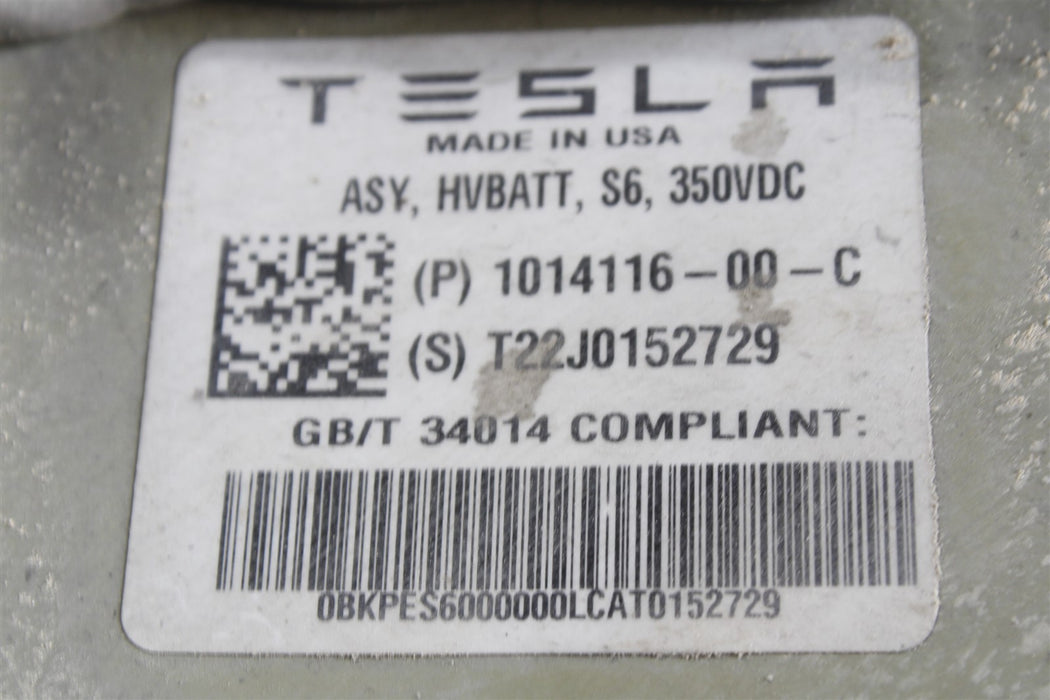 TESLA
MADE IN USA
ASY, HVBATT, S6, 350VDC
(P) 1014116-00-C
(S) T22J0152729
GB/T 34014 COMPLIANT:
0BKPES6000000LCAT0152729